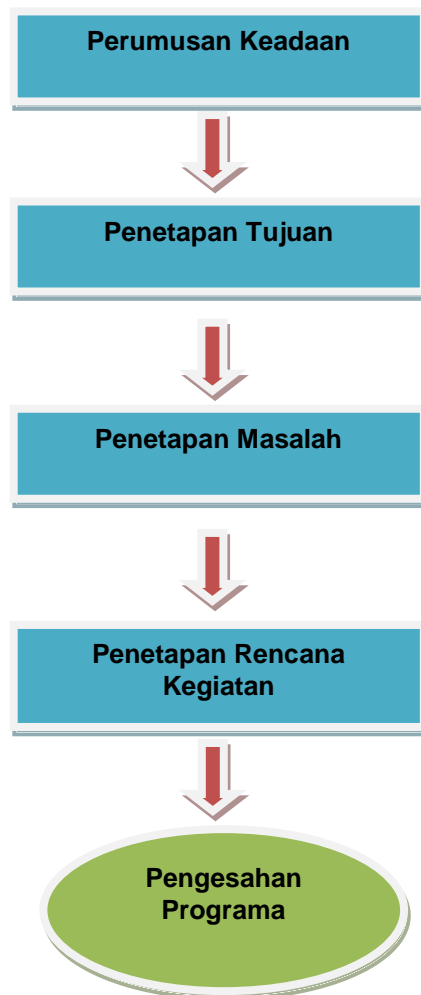 Perumusan Keadaan
Penetapan Tujuan
Penetapan Masalah
Penetapan Rencana
Kegiatan
Pengesahan
Programa